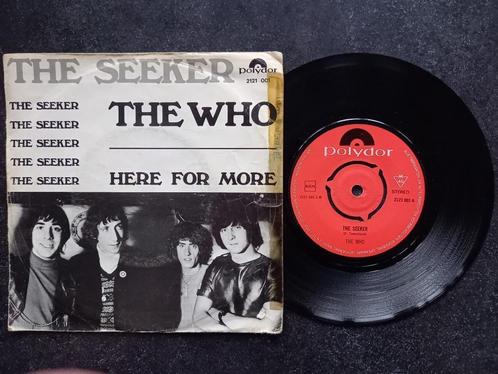 THE SEEKER
Polydor
2121 001
THE SEEKER
THE SEEKER
THE SEEKER
THE SEEKER
THE SEEKER
THE WHO
HERE FOR MORE
Polydor
STEREO
THE SEEKER
THE WHO